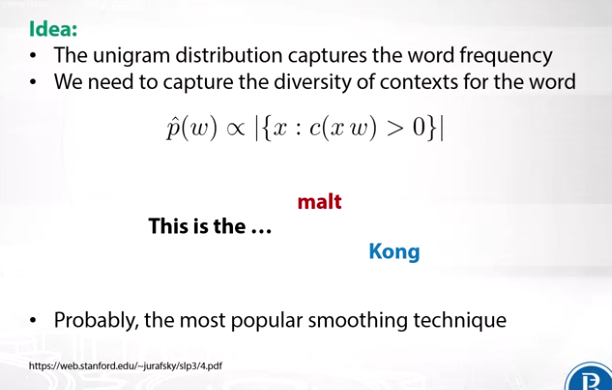 Idea:
• The unigram distribution captures the word frequency
• We need to capture the diversity of contexts for the word
p̂(w) ∝ |{x : c(x w) > 0}|
malt
This is the ...
Kong
• Probably, the most popular smoothing technique
https://web.stanford.edu/~jurafsky/slp3/4.pdf